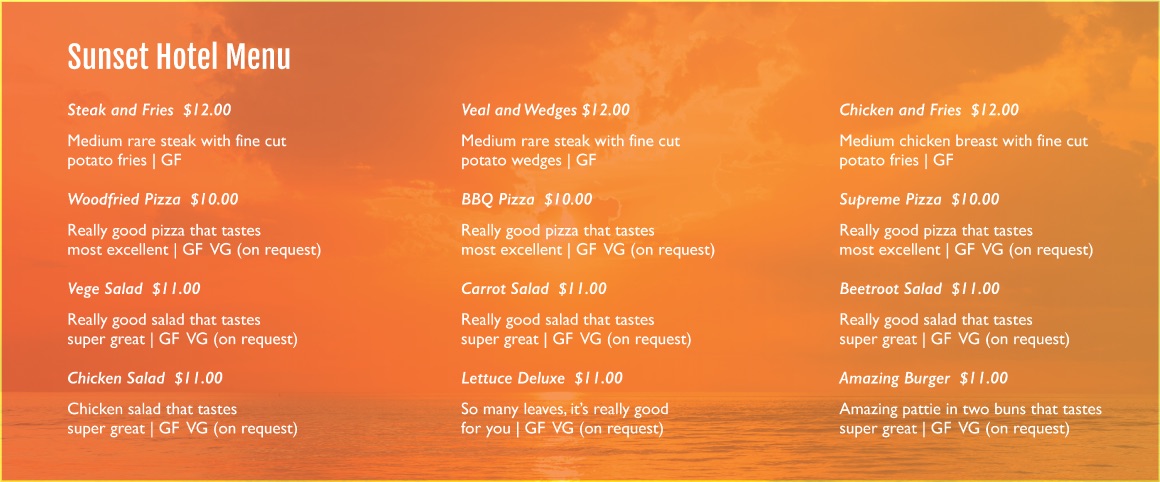 Sunset Hotel Menu
Steak and Fries $12.00
Medium rare steak with fine cut
potato fries | GF
Woodfried Pizza $10.00
Really good pizza that tastes
most excellent | GF VG (on request)
Vege Salad $11.00
Really good salad that tastes
super great | GF VG (on request)
Chicken Salad $11.00
Chicken salad that tastes
super great | GF VG (on request)
Veal and Wedges $12.00
Medium rare steak with fine cut
potato wedges | GF
BBQ Pizza $10.00
Really good pizza that tastes
most excellent | GF VG (on request)
Carrot Salad $11.00
Really good salad that tastes
super great | GF VG (on request)
Lettuce Deluxe $11.00
So many leaves, it's really good
for you | GF VG (on request)
Chicken and Fries $12.00
Medium chicken breast with fine cut
potato fries | GF
Supreme Pizza $10.00
Really good pizza that tastes
most excellent | GF VG (on request)
Beetroot Salad $11.00
Really good salad that tastes
super great | GF VG (on request)
Amazing Burger $11.00
Amazing pattie in two buns that tastes
super great | GF VG (on request)